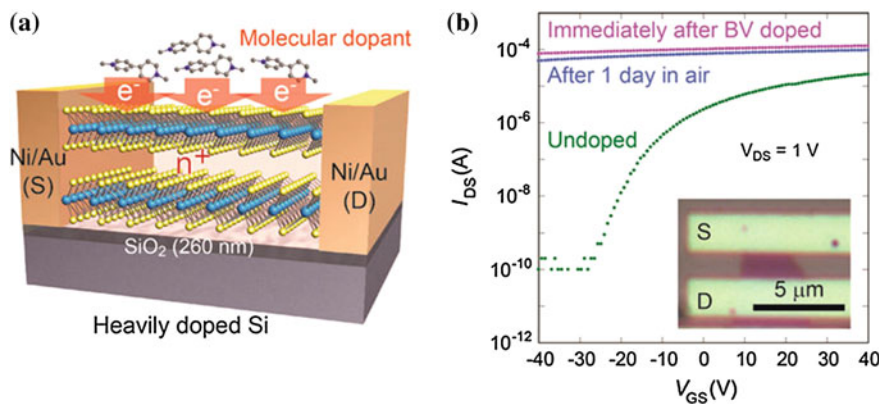 (a)
Molecular dopant
e⁻ e⁻ e⁻
Ni/Au
(S)
n⁺
Ni/Au
(D)
SiO₂ (260 nm)
Heavily doped Si
(b)
Immediately after BV doped
After 1 day in air
Undoped
V_DS = 1 V
S
D
5 μm
10⁻⁴
10⁻⁶
10⁻⁸
10⁻¹⁰
10⁻¹²
I_DS(A)
-40 -30 -20 -10 0 10 20 30 40
V_GS(V)